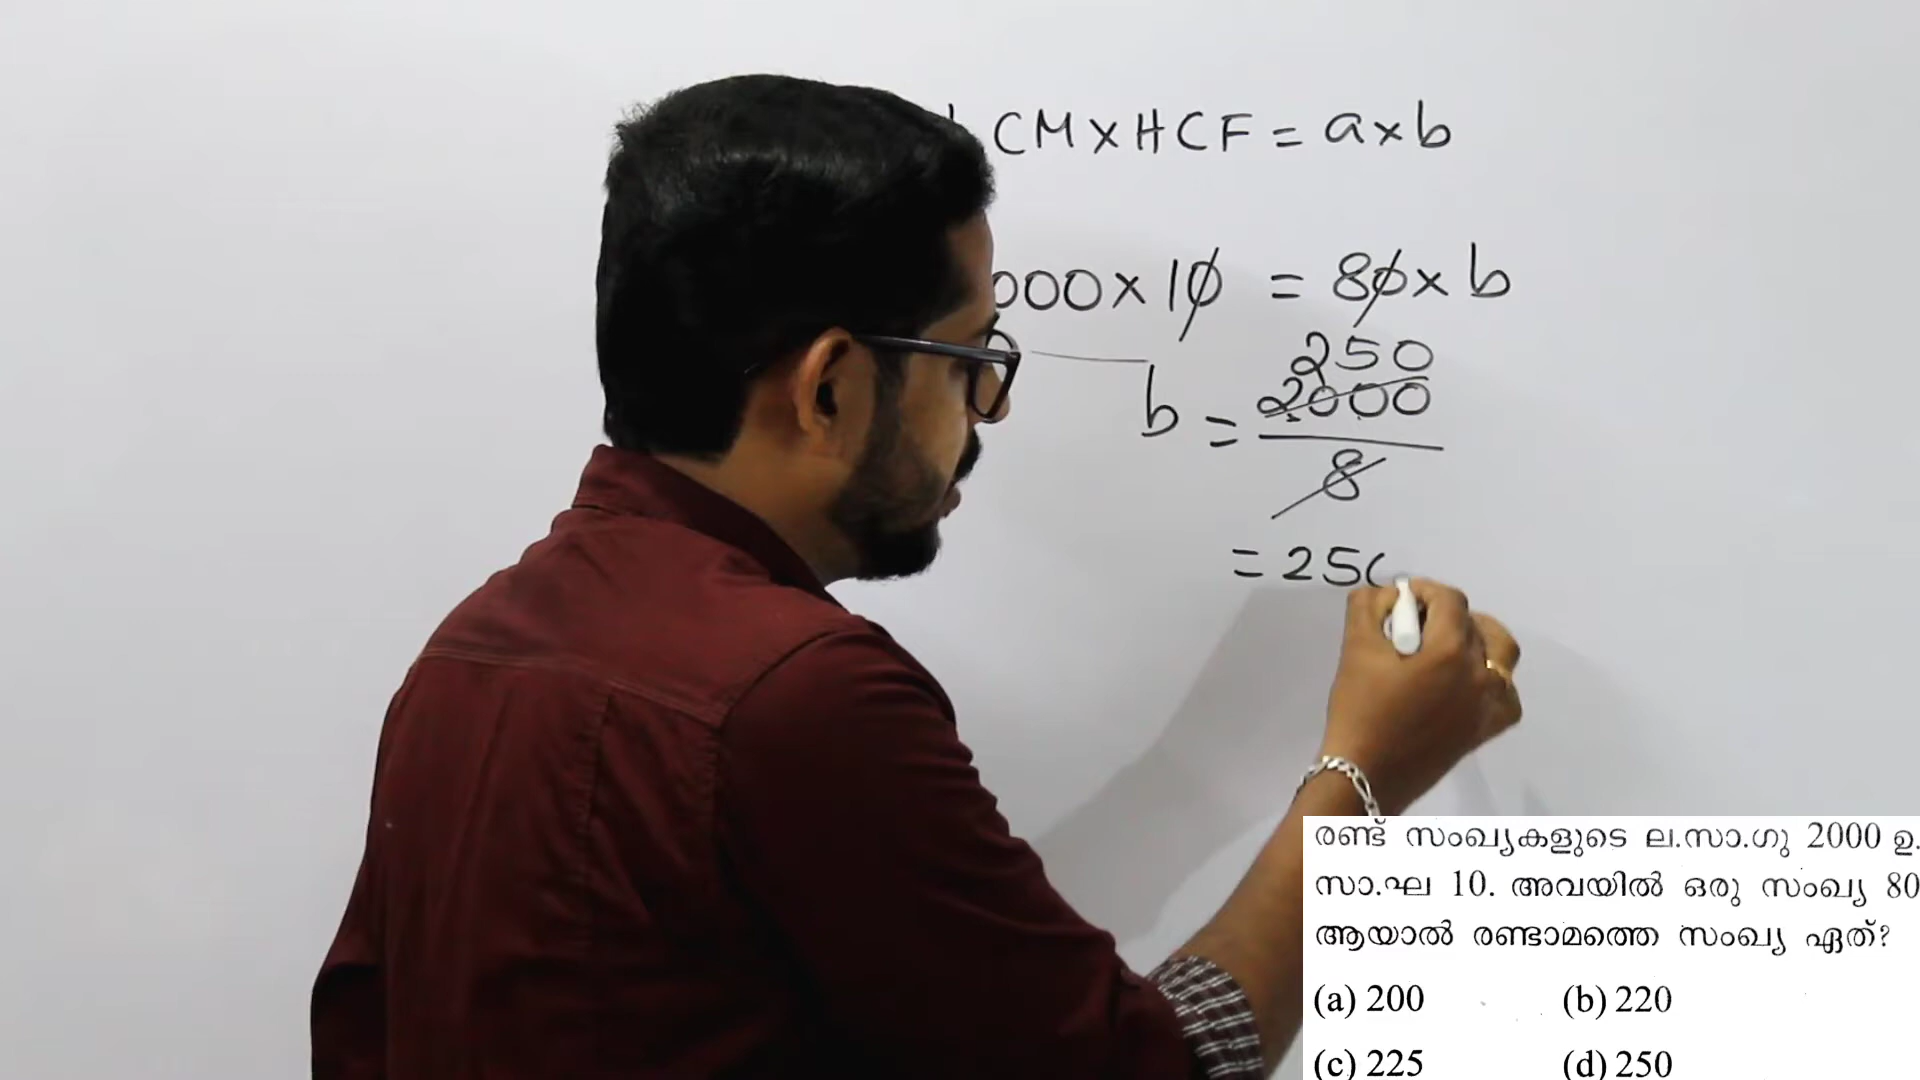 CM X HCF = a x b
000 x 10 = 80 x b
250
b = 2000
8
= 250
രണ്ട് സംഖ്യകളുടെ ല.സാ.ഗു 2000 ഉ.
സാ.ഘ 10. അവയിൽ ഒരു സംഖ്യ 80
ആയാൽ രണ്ടാമത്തെ സംഖ്യ ഏത്?
(a) 200 (b) 220
(c) 225 (d) 250